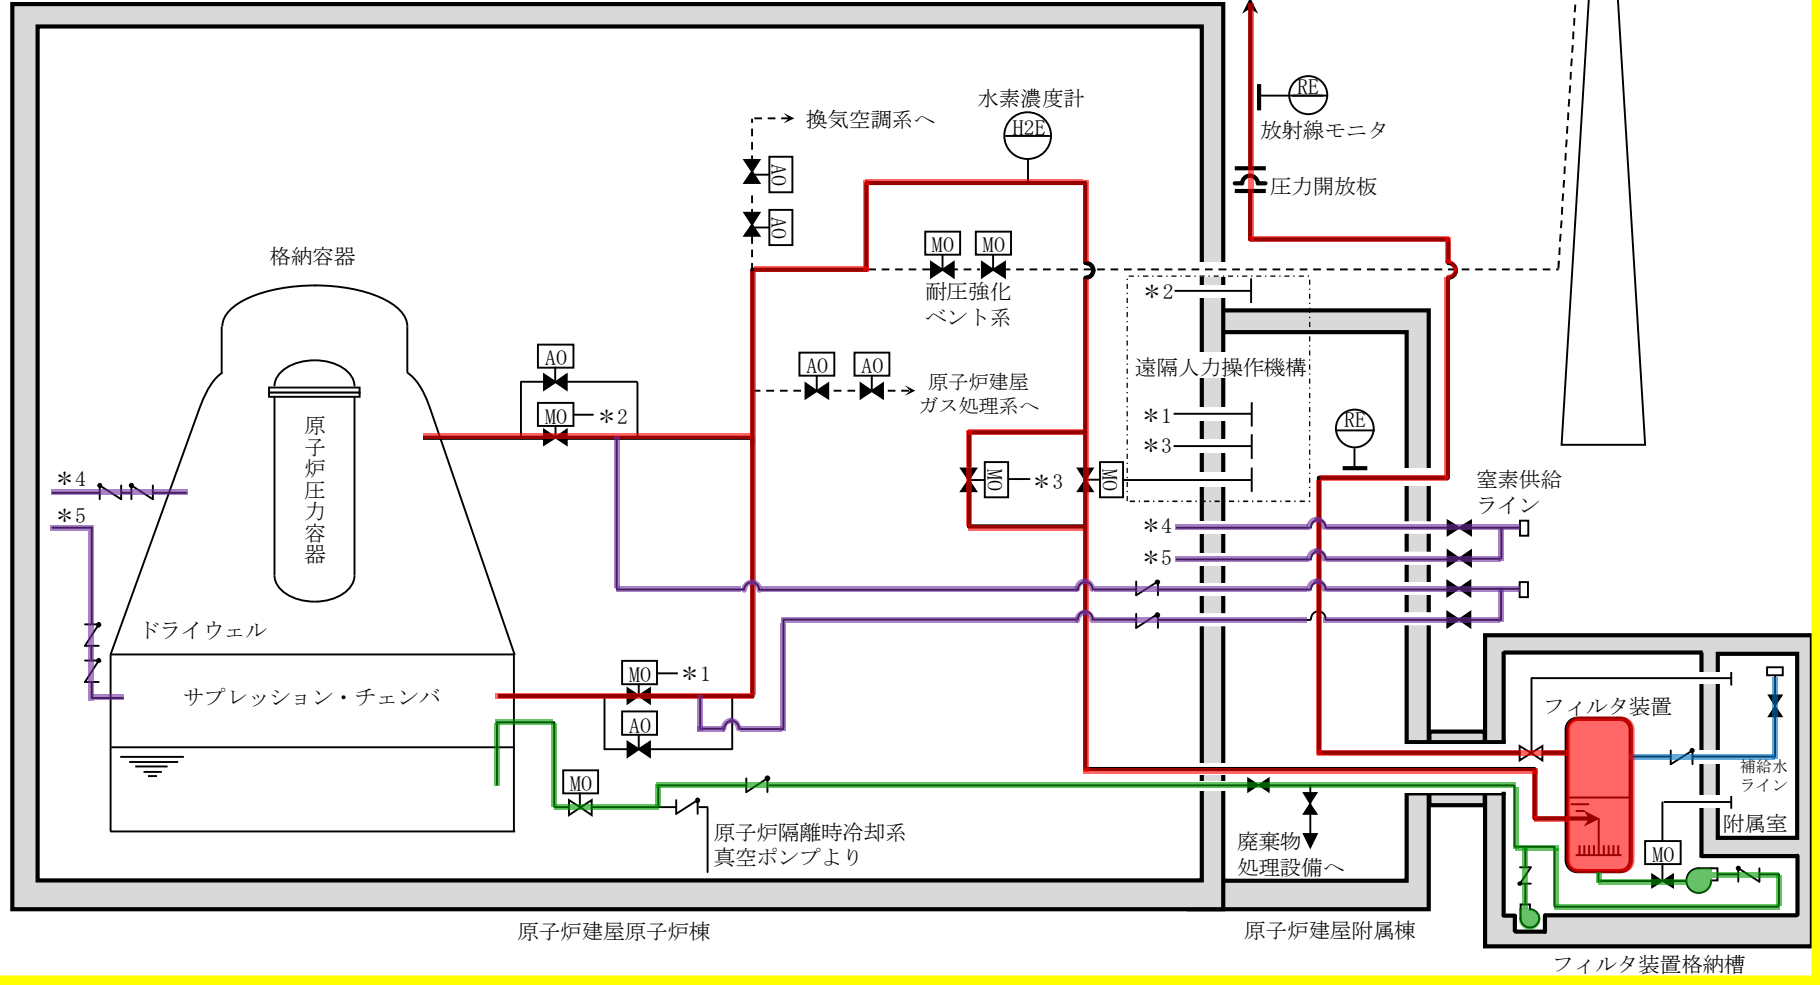 水素濃度計
H2E
RE
放射線モニタ
圧力開放板
換気空調系へ
AO
AO
MO
MO
耐圧強化
ベント系
格納容器
原子炉圧力容器
AO
MO
＊2
AO
AO
原子炉建屋
ガス処理系へ
＊2
遠隔人力操作機構
＊1
＊3
RE
MO
＊3
MO
窒素供給
ライン
＊4
＊5
＊4
＊5
ドライウェル
サプレッション・チェンバ
MO
＊1
AO
MO
原子炉隔離時冷却系
真空ポンプより
廃棄物
処理設備へ
フィルタ装置
補給水
ライン
附属室
MO
原子炉建屋原子炉棟
原子炉建屋附属棟
フィルタ装置格納槽